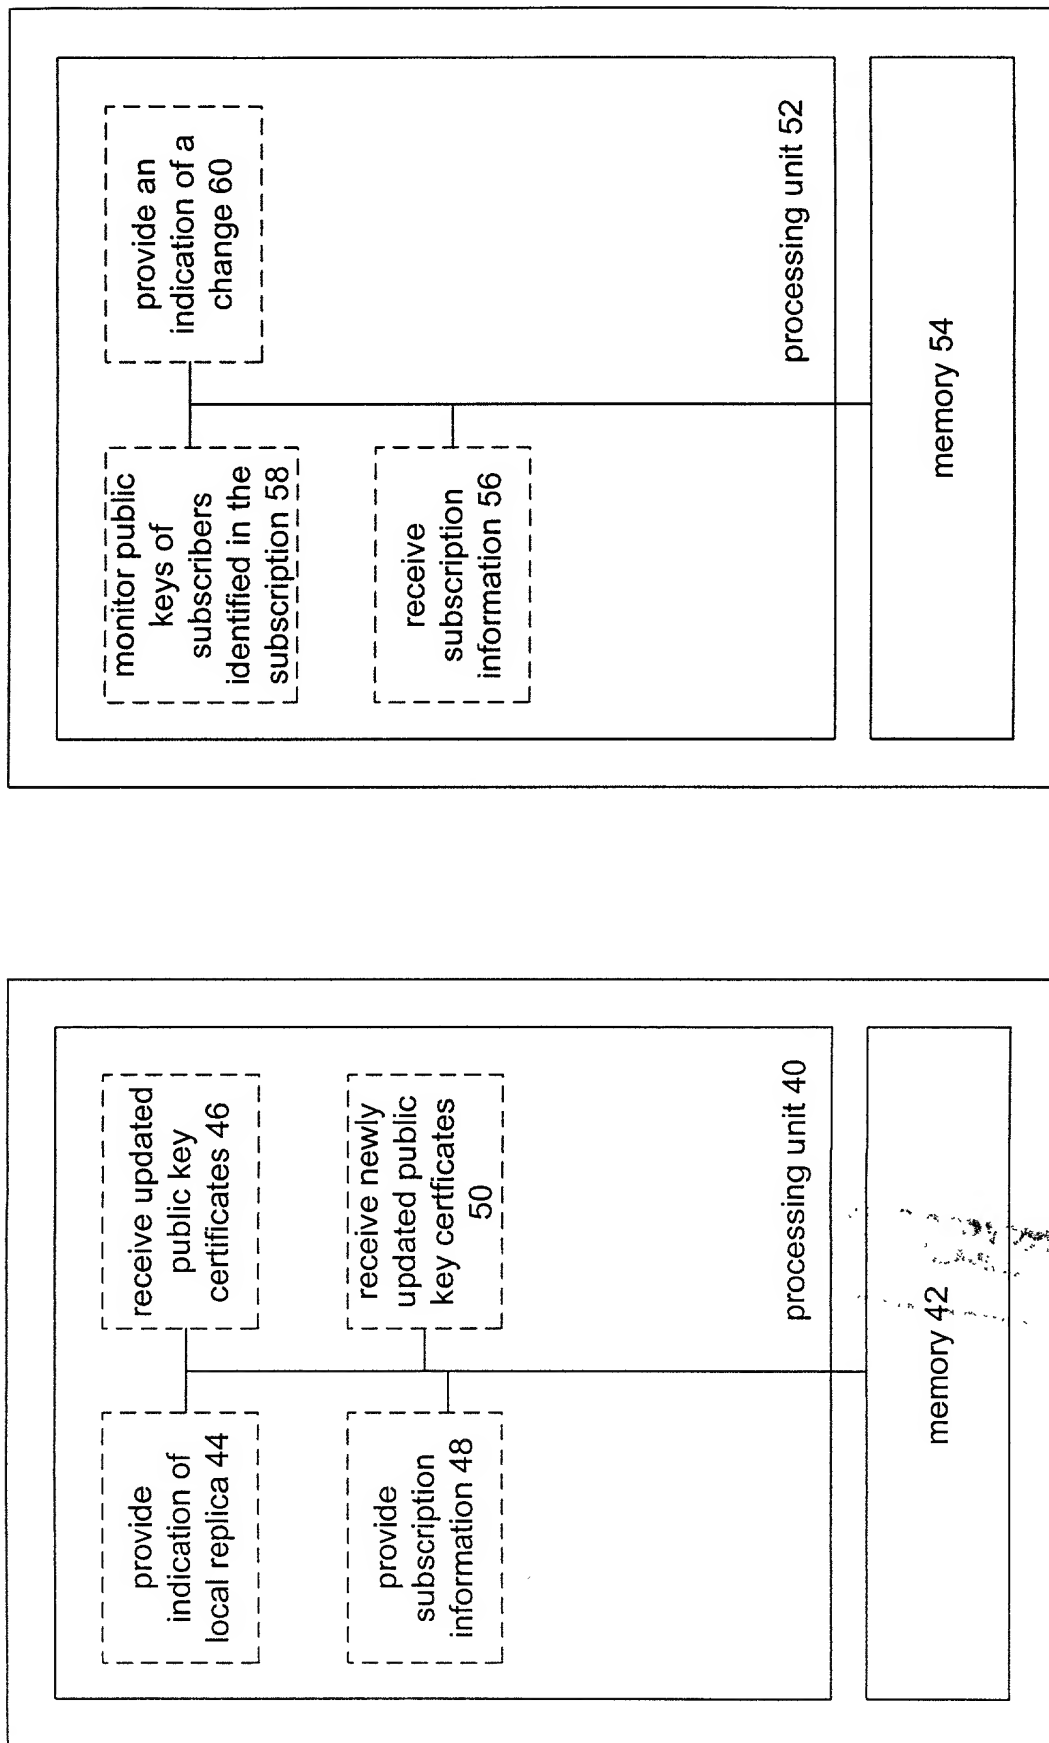 provide
indication of
local replica 44
receive updated
public key
certificates 46
provide
subscription
information 48
receive newly
updated public
key certficates
50
processing unit 40
memory 42
monitor public
keys of
subscribers
identified in the
subscription 58
provide an
indication of a
change 60
receive
subscription
information 56
processing unit 52
memory 54